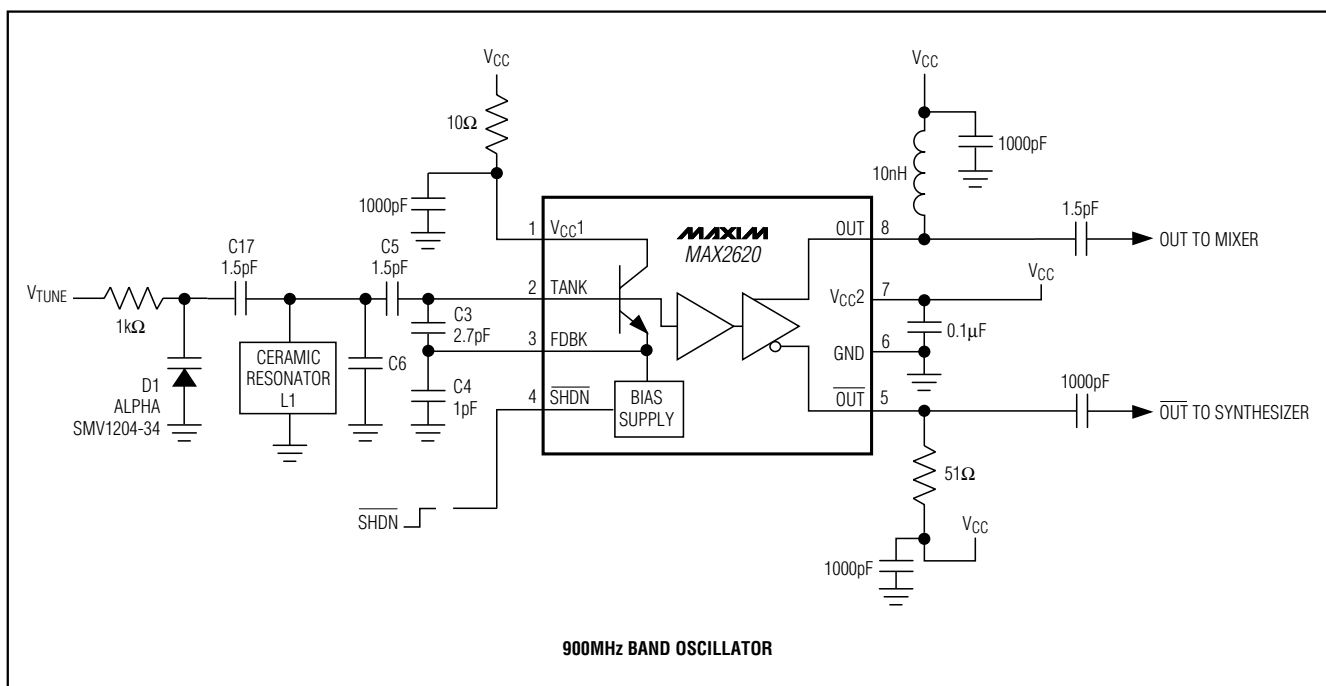 VCC
10Ω
1000pF
VCC
1000pF
10nH
1.5pF
OUT TO MIXER
MAXIM
MAX2620
1 VCC1
OUT 8
C17
1.5pF
C5
1.5pF
VTUNE
1kΩ
2 TANK
VCC2 7
VCC
0.1μF
C3
2.7pF
3 FDBK
GND 6
CERAMIC
RESONATOR
L1
C6
D1
ALPHA
SMV1204-34
C4
1pF
4 SHDN
BIAS
SUPPLY
OUT 5
1000pF
OUT TO SYNTHESIZER
51Ω
SHDN
VCC
1000pF
900MHz BAND OSCILLATOR